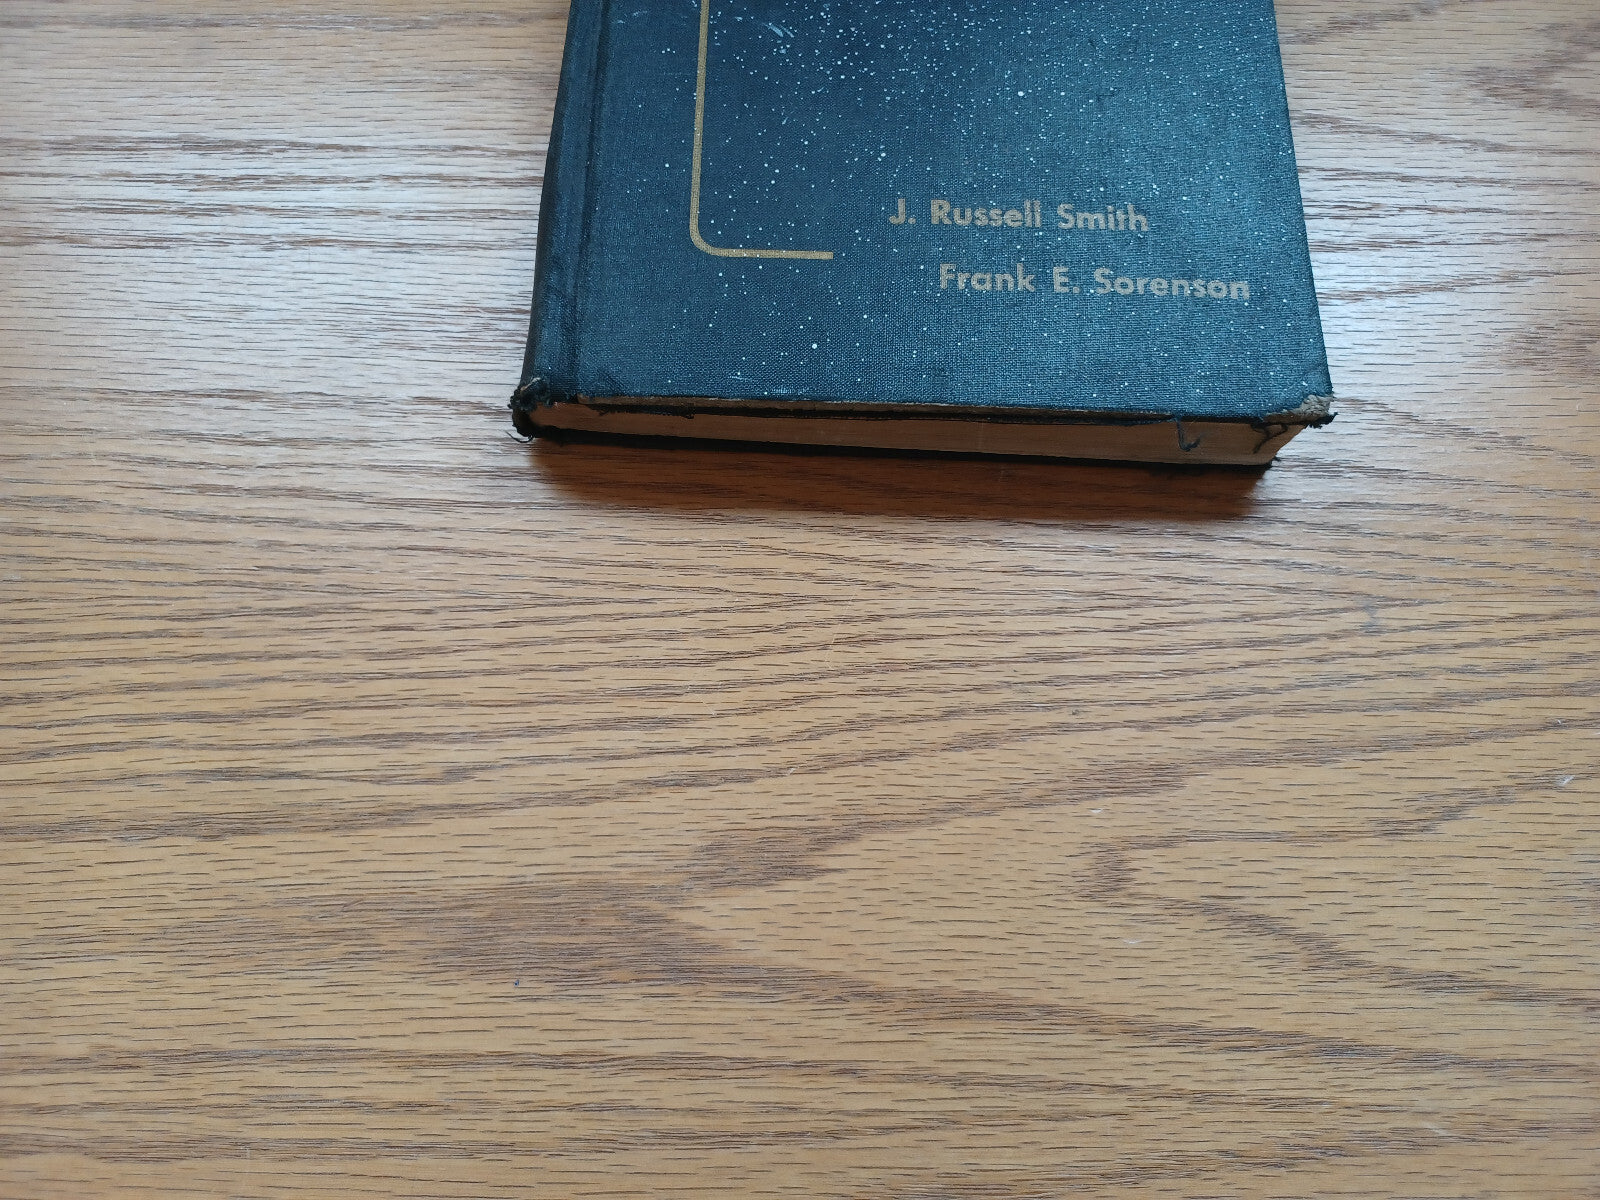 J. Russell Smith
Frank E. Sorenson